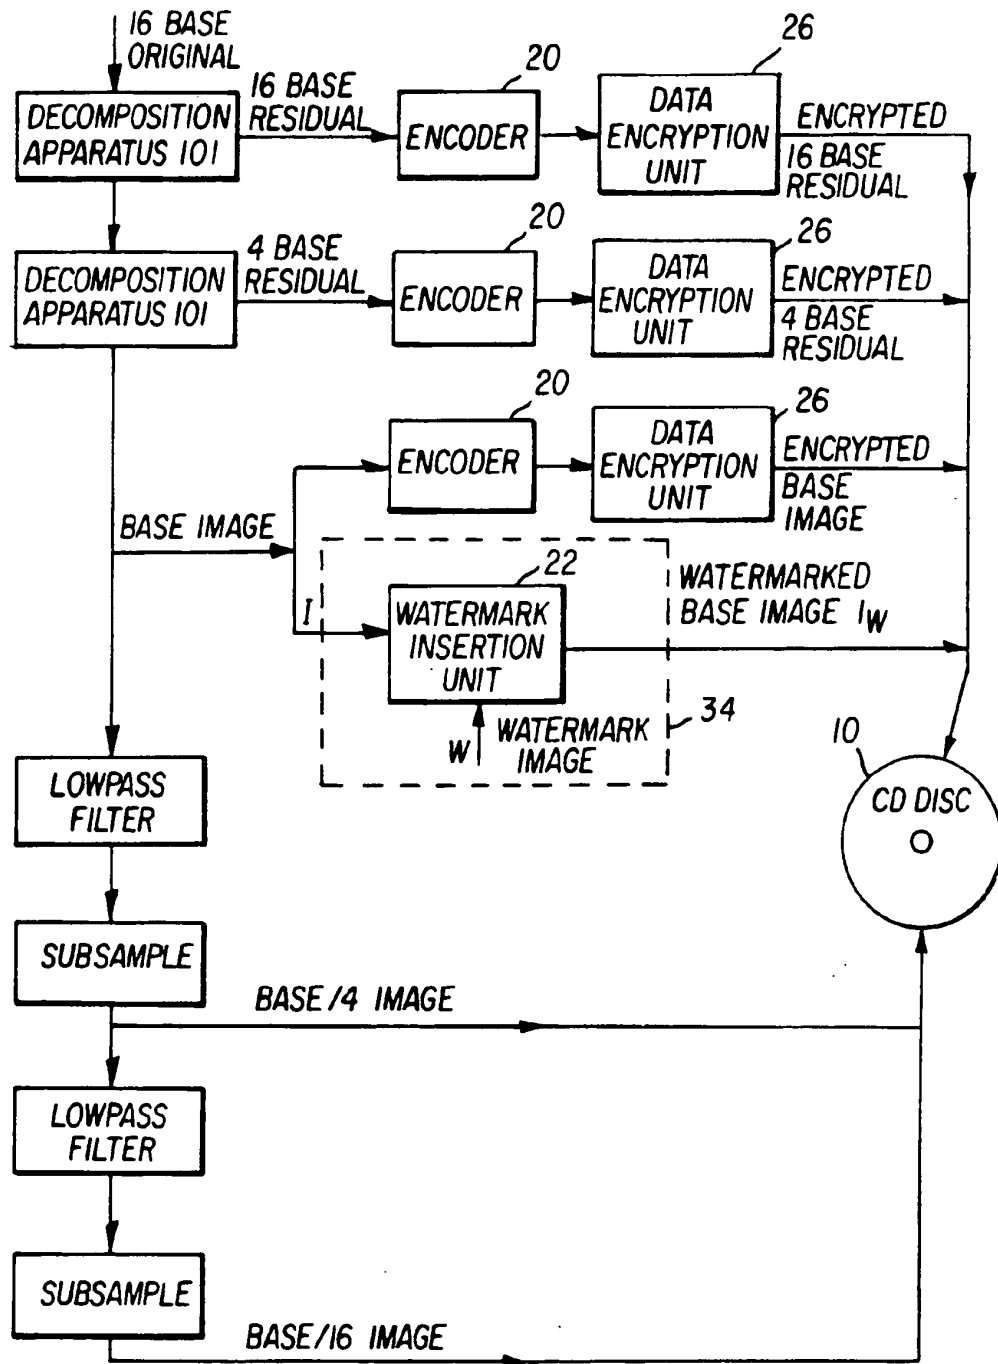 16 BASE
ORIGINAL
DECOMPOSITION
APPARATUS 101
16 BASE
RESIDUAL
20
ENCODER
26
DATA
ENCRYPTION
UNIT
ENCRYPTED
16 BASE
RESIDUAL
DECOMPOSITION
APPARATUS 101
4 BASE
RESIDUAL
20
ENCODER
26
DATA
ENCRYPTION
UNIT
ENCRYPTED
4 BASE
RESIDUAL
20
ENCODER
26
DATA
ENCRYPTION
UNIT
ENCRYPTED
BASE
IMAGE
BASE IMAGE
I
22
WATERMARK
INSERTION
UNIT
WATERMARKED
BASE IMAGE IW
W
WATERMARK
IMAGE
34
10
CD DISC
LOWPASS
FILTER
SUBSAMPLE
BASE/4 IMAGE
LOWPASS
FILTER
SUBSAMPLE
BASE/16 IMAGE